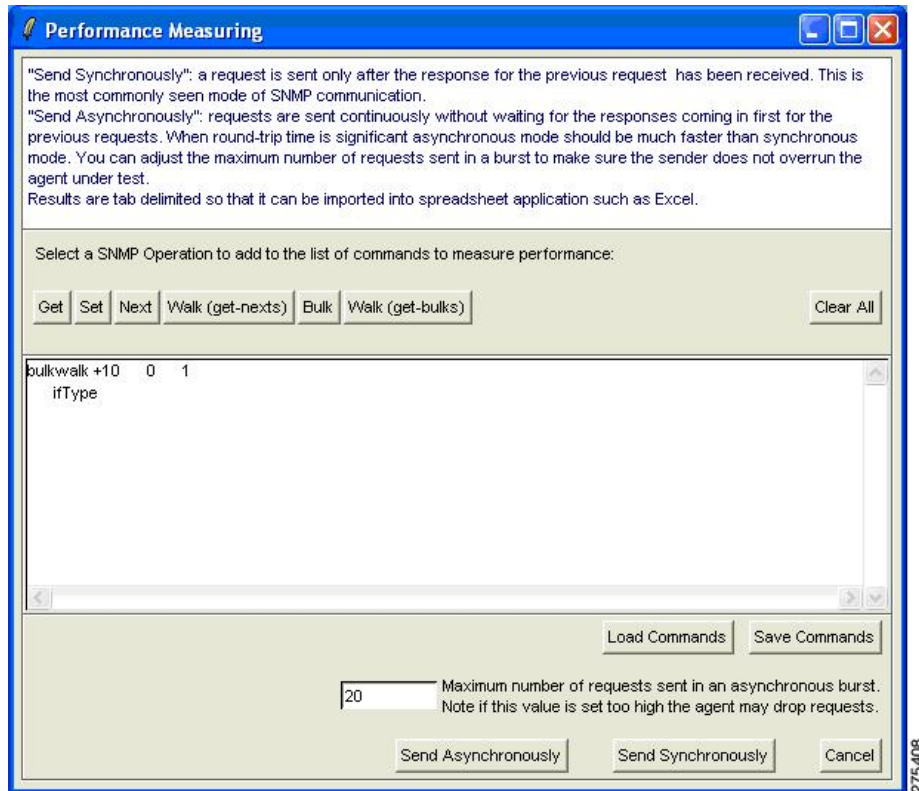 Performance Measuring
"Send Synchronously": a request is sent only after the response for the previous request has been received. This is
the most commonly seen mode of SNMP communication.
"Send Asynchronously": requests are sent continuously without waiting for the responses coming in first for the
previous requests. When round-trip time is significant asynchronous mode should be much faster than synchronous
mode. You can adjust the maximum number of requests sent in a burst to make sure the sender does not overrun the
agent under test.
Results are tab delimited so that it can be imported into spreadsheet application such as Excel.
Select a SNMP Operation to add to the list of commands to measure performance:
Get Set Next Walk (get-nexts) Bulk Walk (get-bulks) Clear All
bulkwalk +10 0 1
ifType
Load Commands Save Commands
20 Maximum number of requests sent in an asynchronous burst.
Note if this value is set too high the agent may drop requests.
Send Asynchronously Send Synchronously Cancel
275408